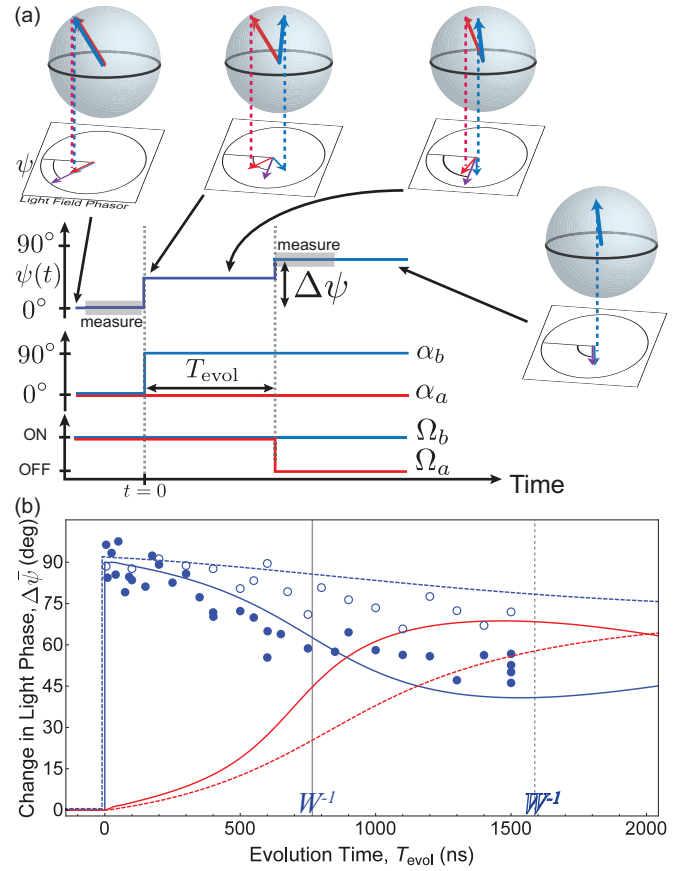 (a)
ψ
Light Field Phasor
90°
ψ(t)
0°
measure
measure
Δψ
90°
0°
T_evol
α_b
α_a
ON
OFF
Ω_b
Ω_a
t = 0
Time
(b)
Change in Light Phase, Δψ̄ (deg)
90
75
60
45
30
15
0
W⁻¹
W⁻¹
0
500
1000
1500
2000
Evolution Time, T_evol (ns)